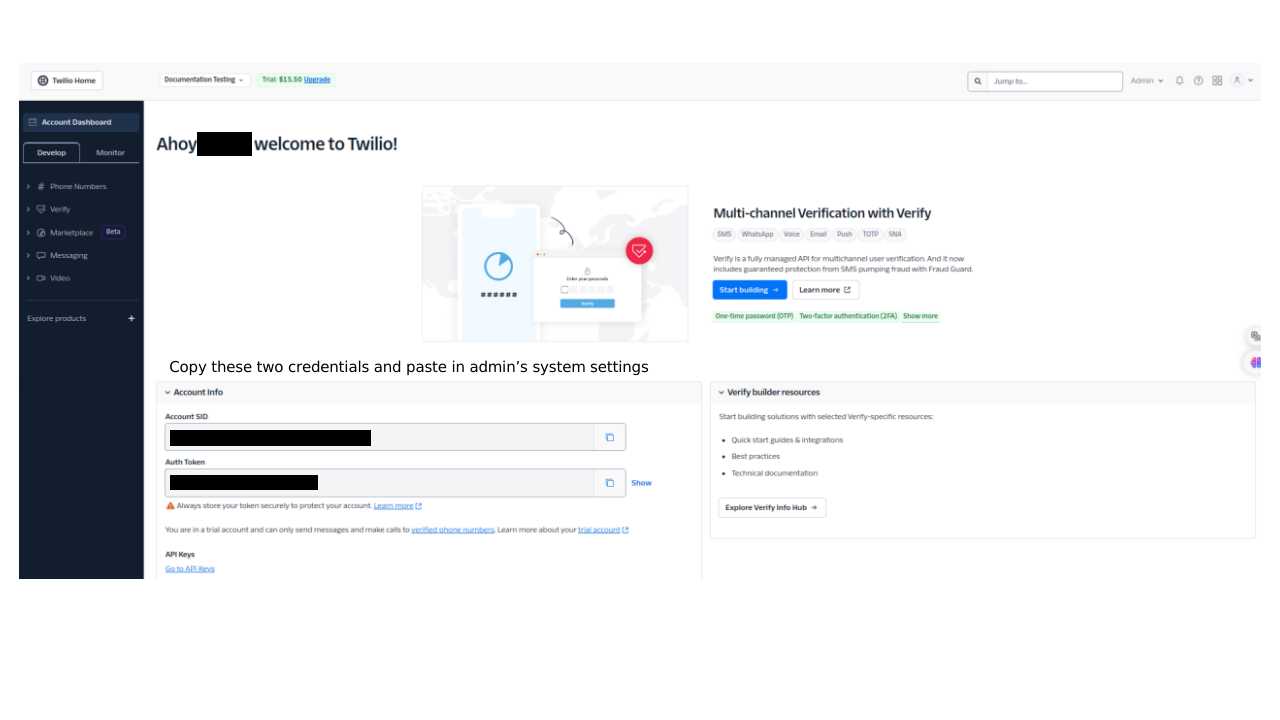 Twilio Home
Documentation Testing
Trial: $15.50 Upgrade
Jump to...
Admin
Account Dashboard
Develop
Monitor
Phone Numbers
Verify
Marketplace Beta
Messaging
Video
Explore products +
Ahoy welcome to Twilio!
Enter your passcode
Multi-channel Verification with Verify
SMS WhatsApp Voice Email Push TOTP SNA
Verify is a fully managed API for multichannel user verification. And it now
includes guaranteed protection from SMS pumping fraud with Fraud Guard.
Start building →
Learn more
One-time password (OTP) Two-factor authentication (2FA) Show more
Copy these two credentials and paste in admin’s system settings
Account Info
Account SID
Auth Token
Show
Always store your token securely to protect your account. Learn more
You are in a trial account and can only send messages and make calls to verified phone numbers. Learn more about your trial account
API Keys
Go to API Keys
Verify builder resources
Start building solutions with selected Verify-specific resources:
• Quick start guides & integrations
• Best practices
• Technical documentation
Explore Verify Info Hub →